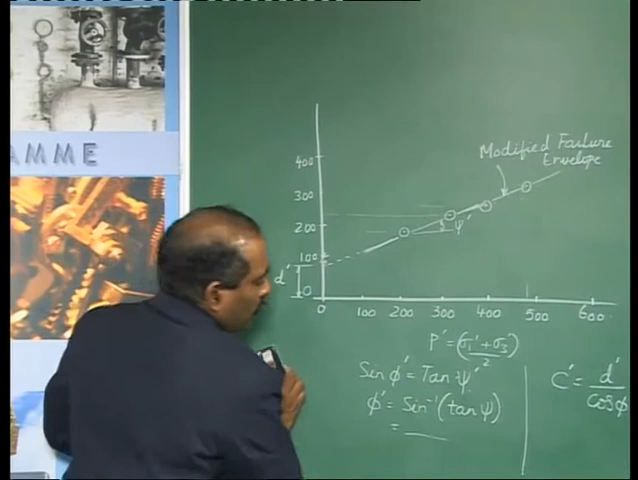 AMME
Modified Failure
Envelope
400
300
200
100
0
d'
ψ'
0 100 200 300 400 500 600
P' = (σ₁' + σ₃)/2
Sin φ' = Tan ψ'
φ' = Sin⁻¹ (tan ψ)
=
C' = d'/Cosφ